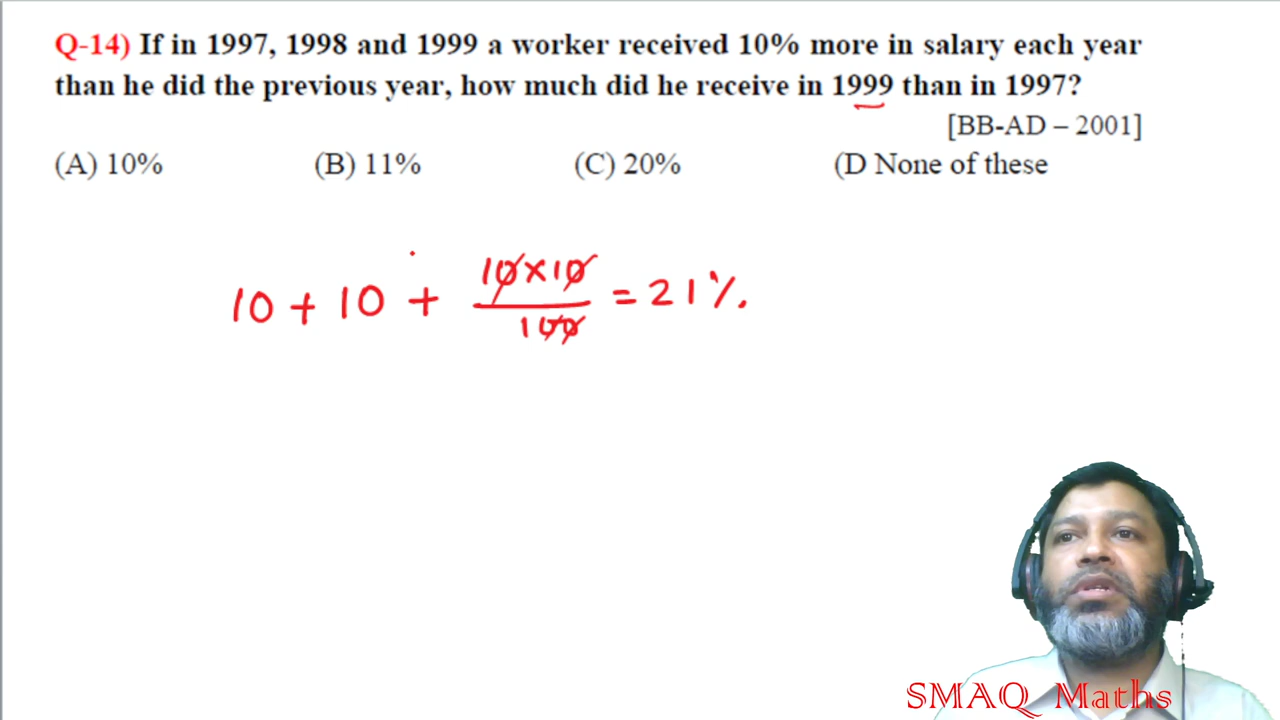 Q-14) If in 1997, 1998 and 1999 a worker received 10% more in salary each year
than he did the previous year, how much did he receive in 1999 than in 1997?
[BB-AD – 2001]
(A) 10% (B) 11% (C) 20% (D None of these
10 + 10 + 10×10/100 = 21%.
SMAQ Maths